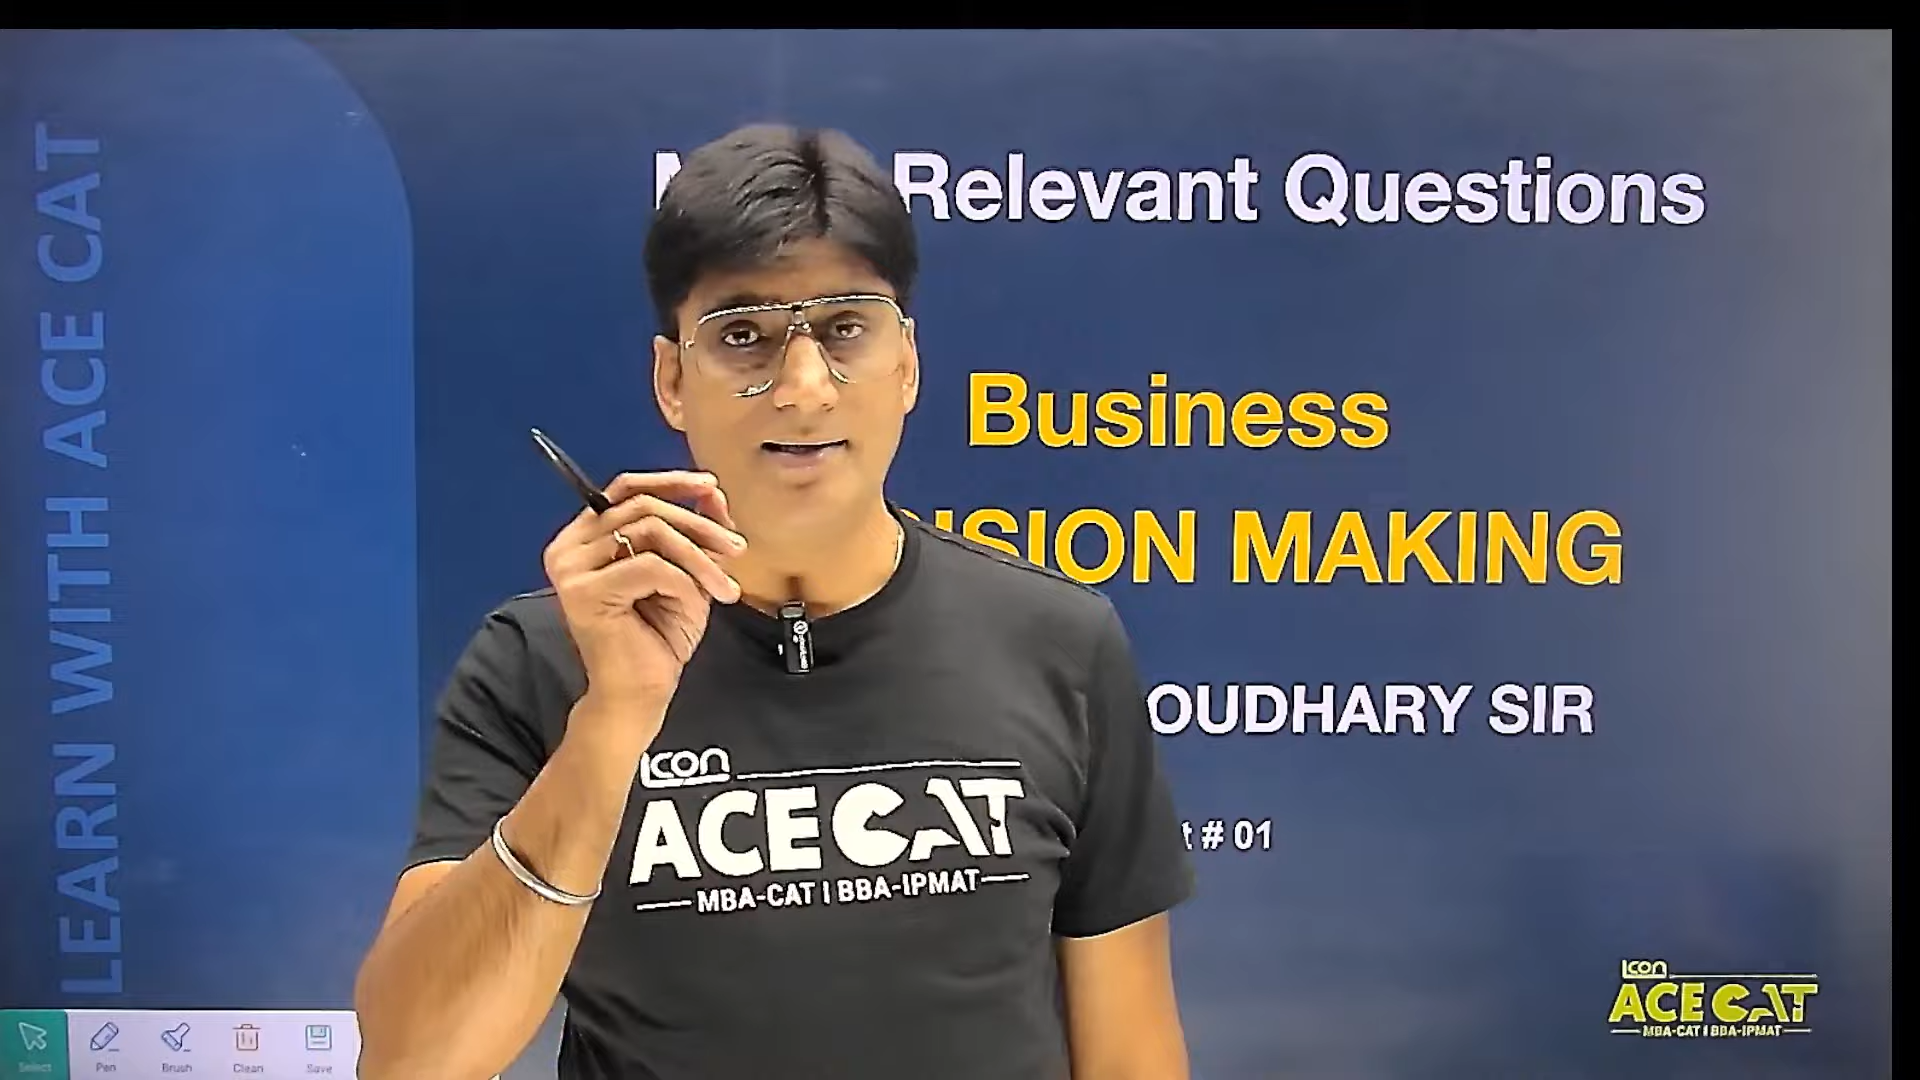 LEARN WITH ACE CAT
Relevant Questions
Business
ISION MAKING
OUDHARY SIR
t # 01
Icon
ACE CAT
MBA-CAT | BBA-IPMAT
Icon
ACE CAT
MBA-CAT | BBA-IPMAT
Select
Pen
Brush
Clean
Save